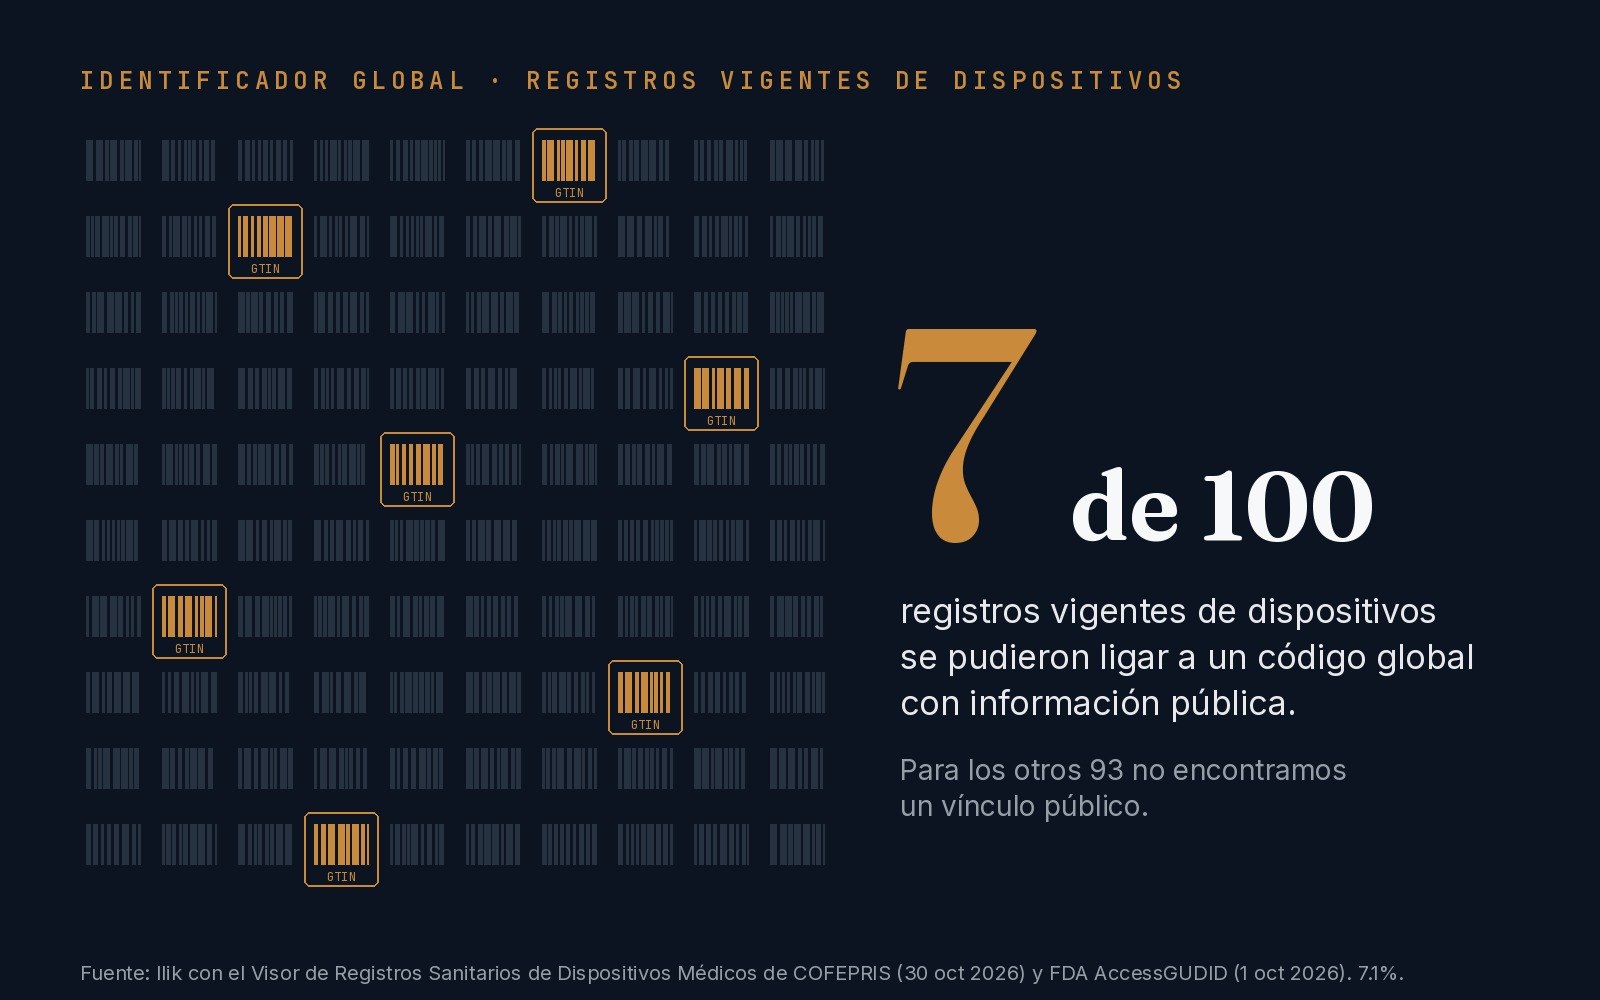 IDENTIFICADOR GLOBAL · REGISTROS VIGENTES DE DISPOSITIVOS
GTIN
GTIN
GTIN
GTIN
GTIN
GTIN
GTIN
7 de 100
registros vigentes de dispositivos
se pudieron ligar a un código global
con información pública.
Para los otros 93 no encontramos
un vínculo público.
Fuente: Ilik con el Visor de Registros Sanitarios de Dispositivos Médicos de COFEPRIS (30 oct 2026) y FDA AccessGUDID (1 oct 2026). 7.1%.